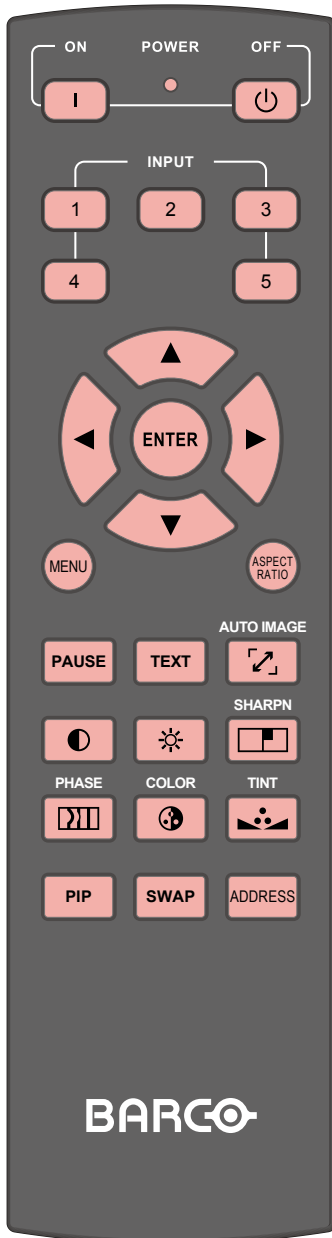 ON POWER OFF
I
INPUT
1 2 3
4 5
ENTER
MENU
ASPECT
RATIO
AUTO IMAGE
PAUSE TEXT
SHARPN
PHASE COLOR TINT
PIP SWAP ADDRESS
BARCO